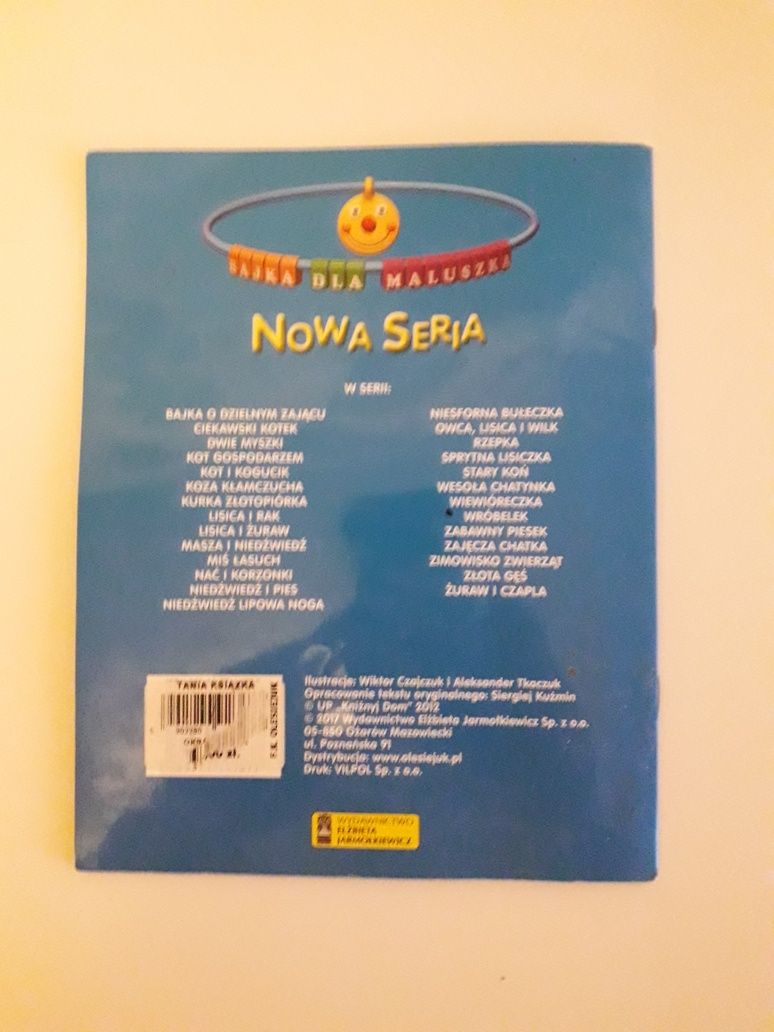 BAJKA DLA MALUSZKA
NOWA SERIA
W SERII:
BAJKA O DZIELNYM ZAJĄCU
CIEKAWSKI KOTEK
DWIE MYSZKI
KOT GOSPODARZEM
KOT I KOGUCIK
KOZA KŁAMCZUCHA
KURKA ZŁOTOPIÓRKA
LISICA I RAK
LISICA I ŻURAW
MASZA I NIEDŹWIEDŹ
MIŚ ŁASUCH
NAĆ I KORZONKI
NIEDŹWIEDŹ I PIES
NIEDŹWIEDŹ LIPOWA NOGA
NIESFORNA BUŁECZKA
OWCA, LISICA I WILK
RZEPKA
SPRYTNA LISICZKA
STARY KOŃ
WESOŁA CHATYNKA
WIEWIÓRECZKA
WRÓBELEK
ZABAWNY PIESEK
ZAJĘCZA CHATKA
ZIMOWISKO ZWIERZĄT
ZŁOTA GĘŚ
ŻURAW I CZAPLA
TANIA KSIAZKA
F.K. OLESIEJUK
Ilustracje: Wiktor Czajczuk i Aleksander Tkaczuk
Opracowanie tekstu oryginalnego: Siergiej Kuźmin
© UP „Kniżnyj Dom” 2012
© 2017 Wydawnictwo Elżbieta Jarmołkiewicz Sp. z o.o.
05-850 Ożarów Mazowiecki
ul. Poznańska 91
Dystrybucja: www.olesiejuk.pl
Druk: VILPOL Sp. z o.o.
WYDAWNICTWO
ELŻBIETA
JARMOŁKIEWICZ